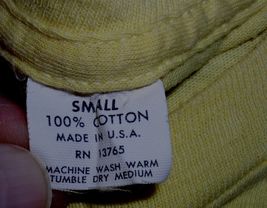 SMALL
100% COTTON
MADE IN U.S.A.
RN 13765
MACHINE WASH WARM
TUMBLE DRY MEDIUM